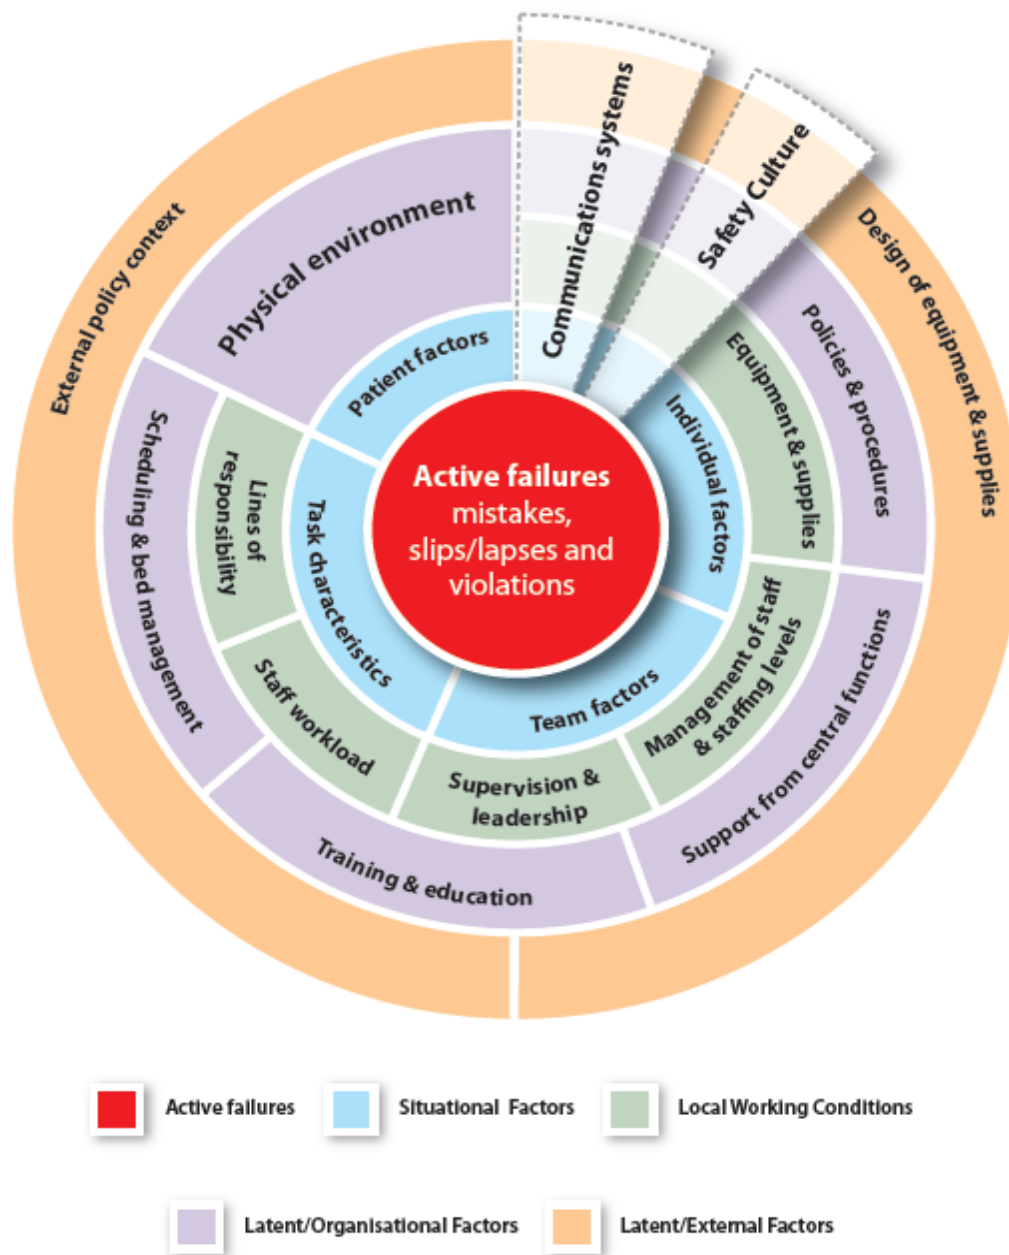 Communications systems
Safety Culture
External policy context
Design of equipment & supplies
Physical environment
Policies & procedures
Scheduling & bed management
Training & education
Support from central functions
Lines of
responsibility
Equipment & supplies
Staff workload
Supervision &
leadership
Management of staff
& staffing levels
Patient factors
Individual factors
Task characteristics
Team factors
Active failures
mistakes,
slips/lapses and
violations
Active failures
Situational Factors
Local Working Conditions
Latent/Organisational Factors
Latent/External Factors